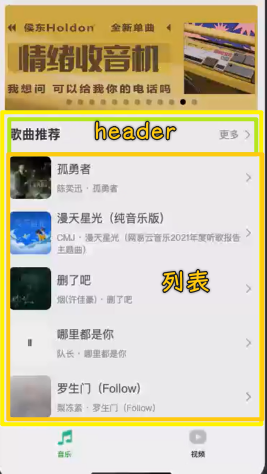 侯东Holdon 全新单曲
情绪收音机
我想问 可以给我你的电话吗
歌曲推荐 header 更多
孤勇者
陈奕迅 · 孤勇者
漫天星光（纯音乐版）
CMJ · 漫天星光（网易云音乐2021年度听歌报告
主题曲）
删了吧
烟(许佳豪) · 删了吧
列表
哪里都是你
队长 · 哪里都是你
罗生门（Follow）
梨冻紧 · 罗生门（Follow）
音乐 视频